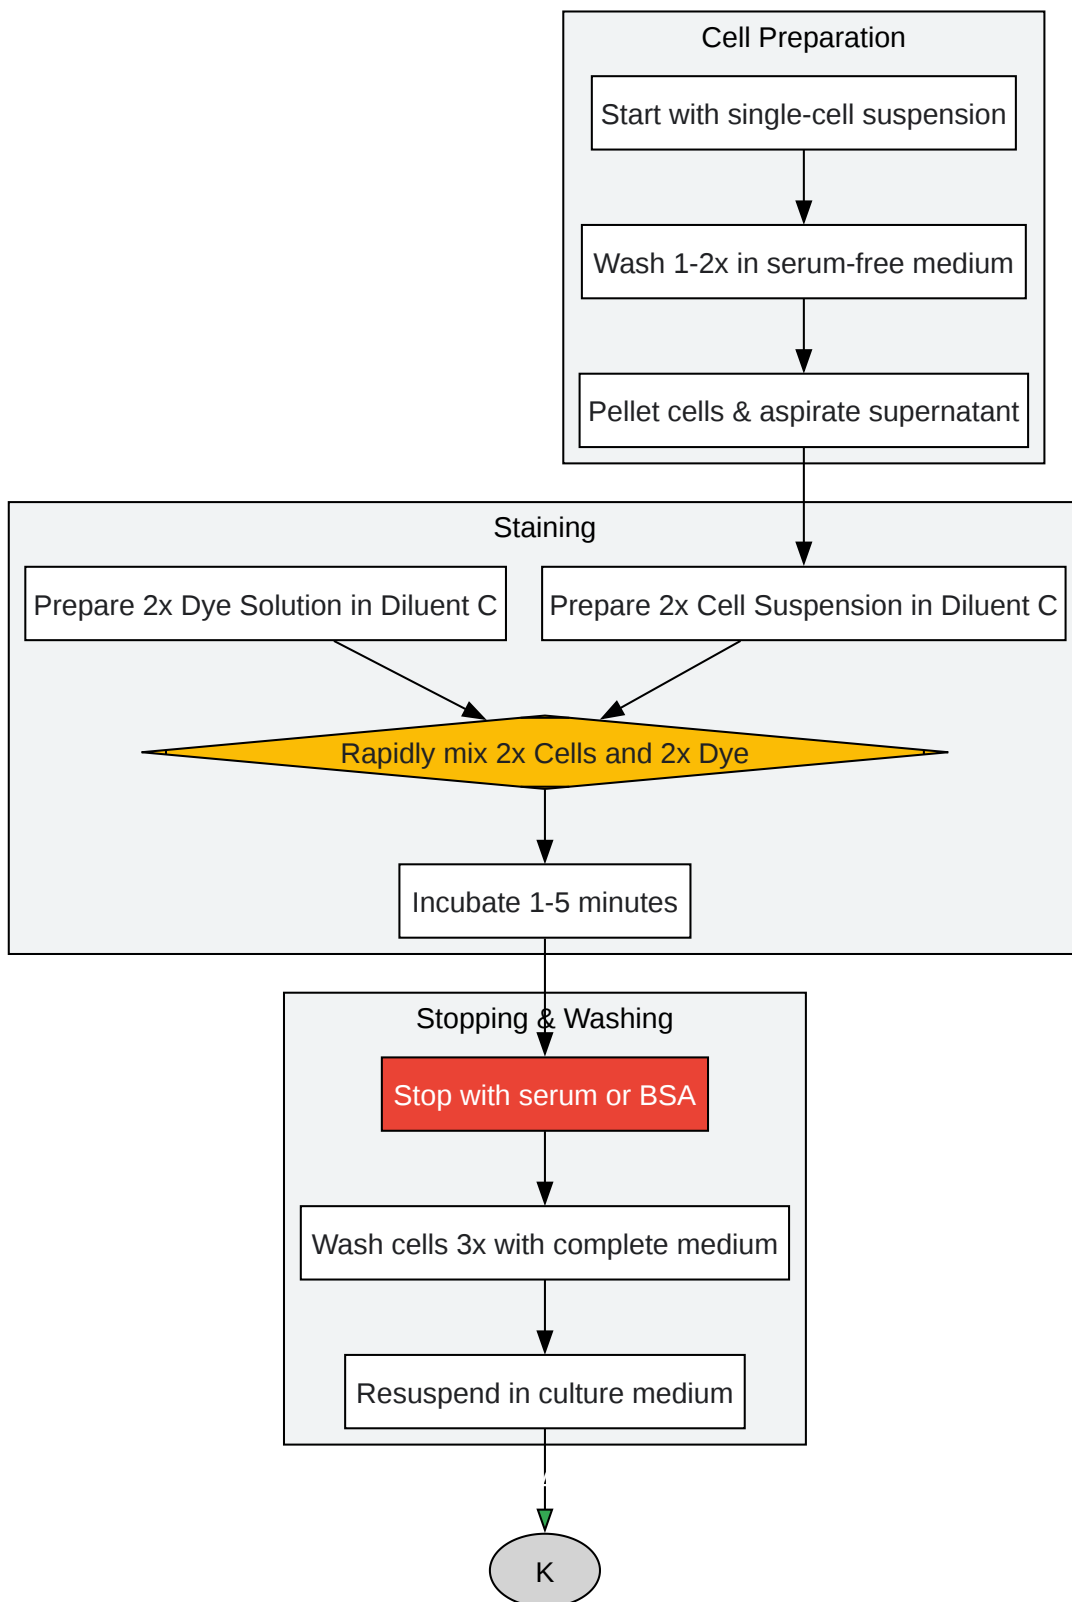 Cell Preparation
Start with single-cell suspension
Wash 1-2x in serum-free medium
Pellet cells & aspirate supernatant
Staining
Prepare 2x Dye Solution in Diluent C
Prepare 2x Cell Suspension in Diluent C
Rapidly mix 2x Cells and 2x Dye
Incubate 1-5 minutes
Stopping & Washing
Stop with serum or BSA
Wash cells 3x with complete medium
Resuspend in culture medium
K